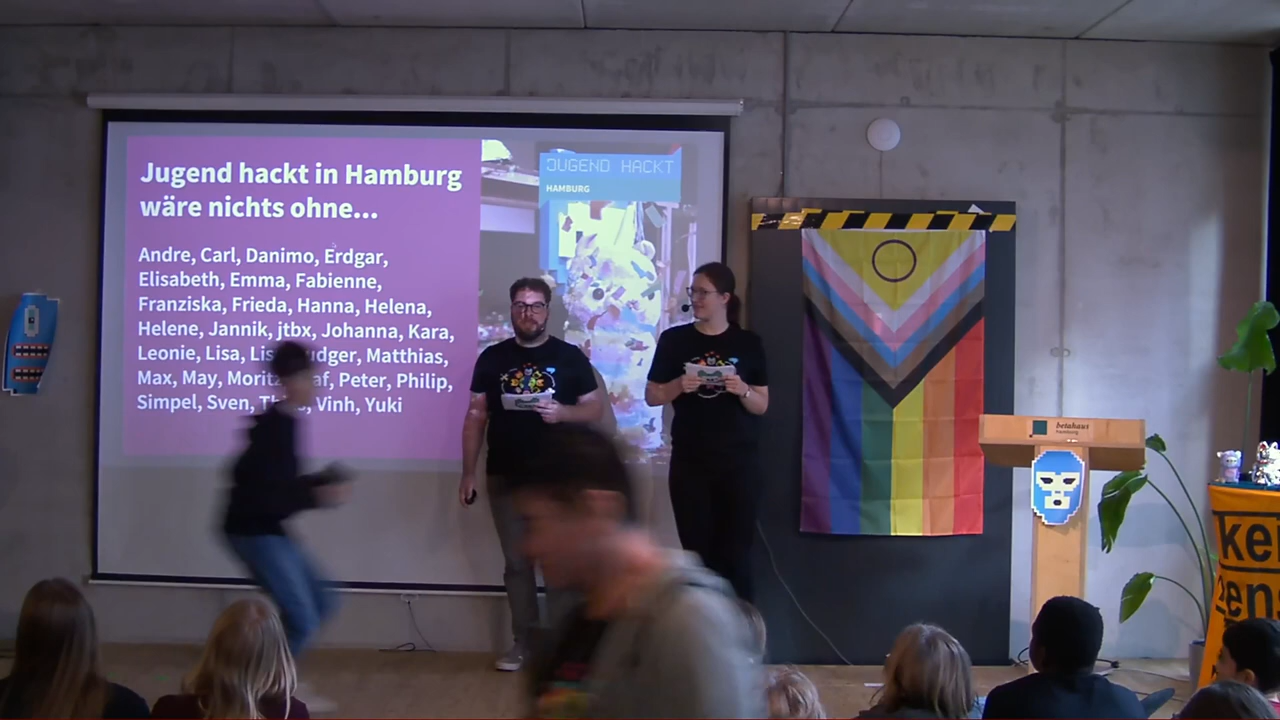 Jugend hackt in Hamburg
wäre nichts ohne...
Andre, Carl, Danimo, Erdgar,
Elisabeth, Emma, Fabienne,
Franziska, Frieda, Hanna, Helena,
Helene, Jannik, jtbx, Johanna, Kara,
Leonie, Lisa, Matthias,
Max, May, Peter, Philip,
Simpel, Sven, Vinh, Yuki
JUGEND HACKT
HAMBURG
betahaus
hamburg